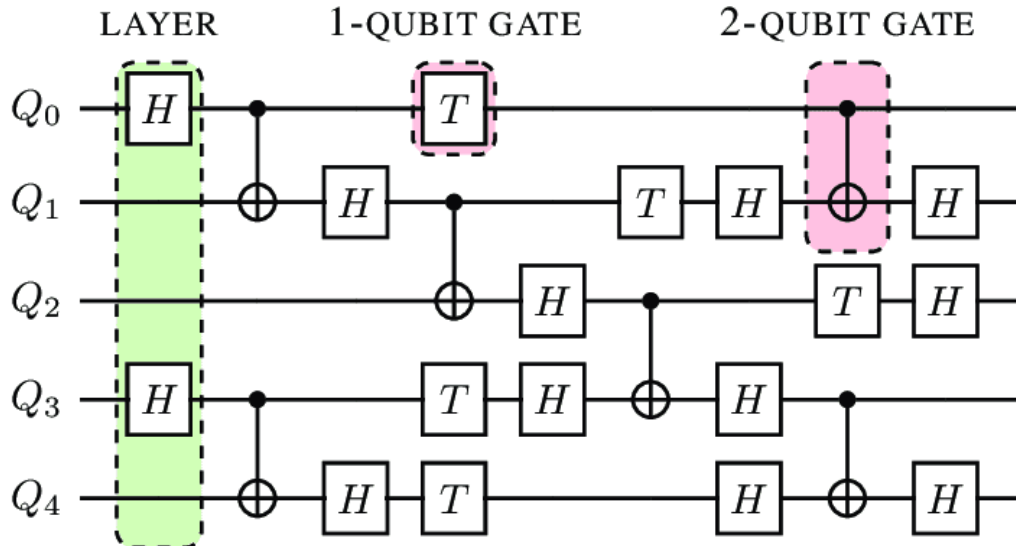 LAYER 1-QUBIT GATE 2-QUBIT GATE
Q0 H T
Q1 H T H H
Q2 H T H
Q3 H T H H
Q4 H T H H